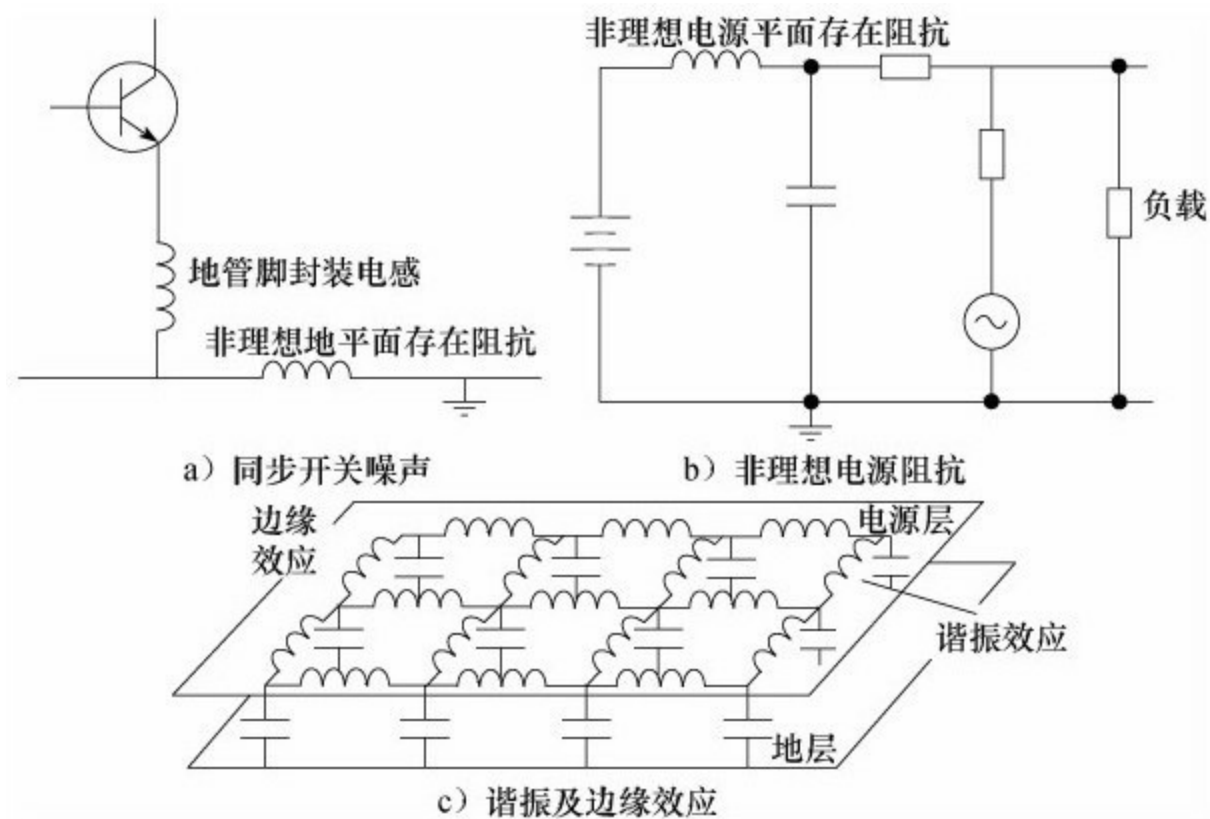 非理想电源平面存在阻抗
负载
地管脚封装电感
非理想地平面存在阻抗
a）同步开关噪声
b）非理想电源阻抗
边缘
效应
电源层
谐振效应
地层
c）谐振及边缘效应